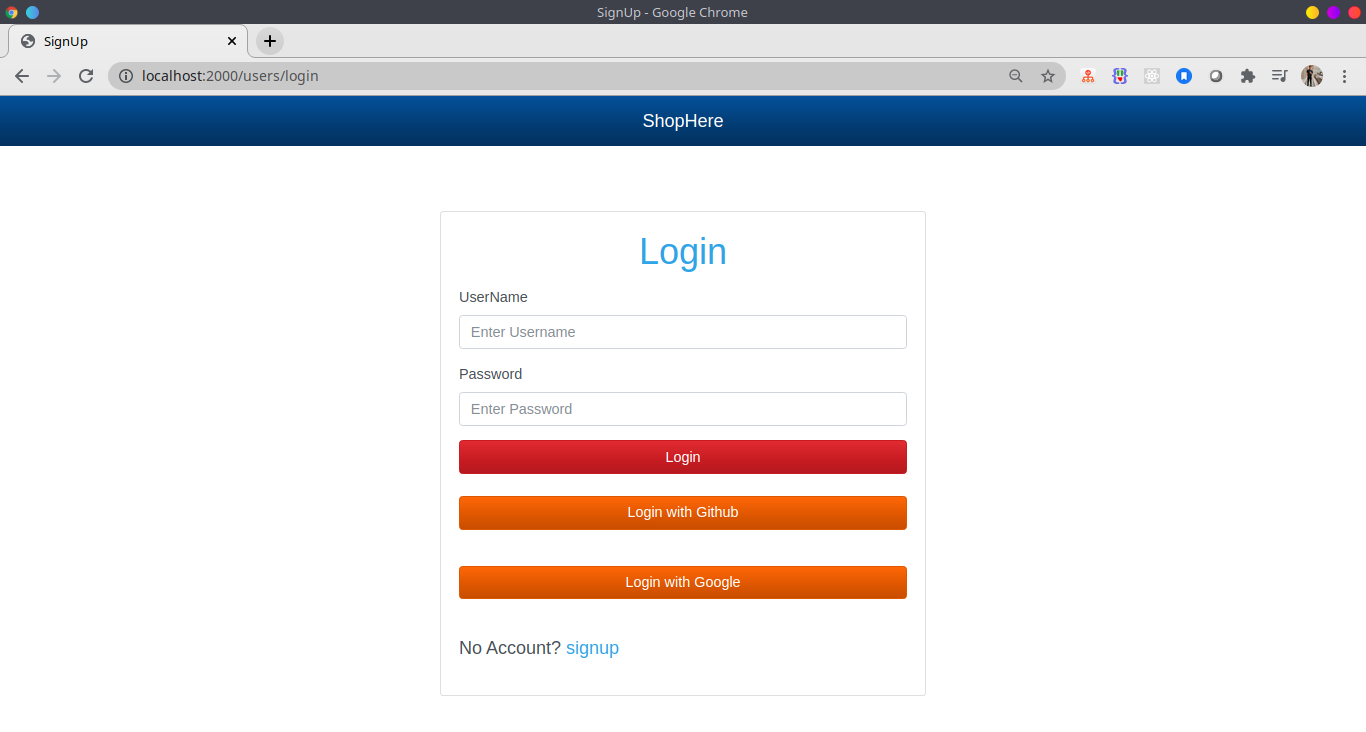 SignUp - Google Chrome
SignUp
localhost:2000/users/login
ShopHere
Login
UserName
Enter Username
Password
Enter Password
Login
Login with Github
Login with Google
No Account? signup